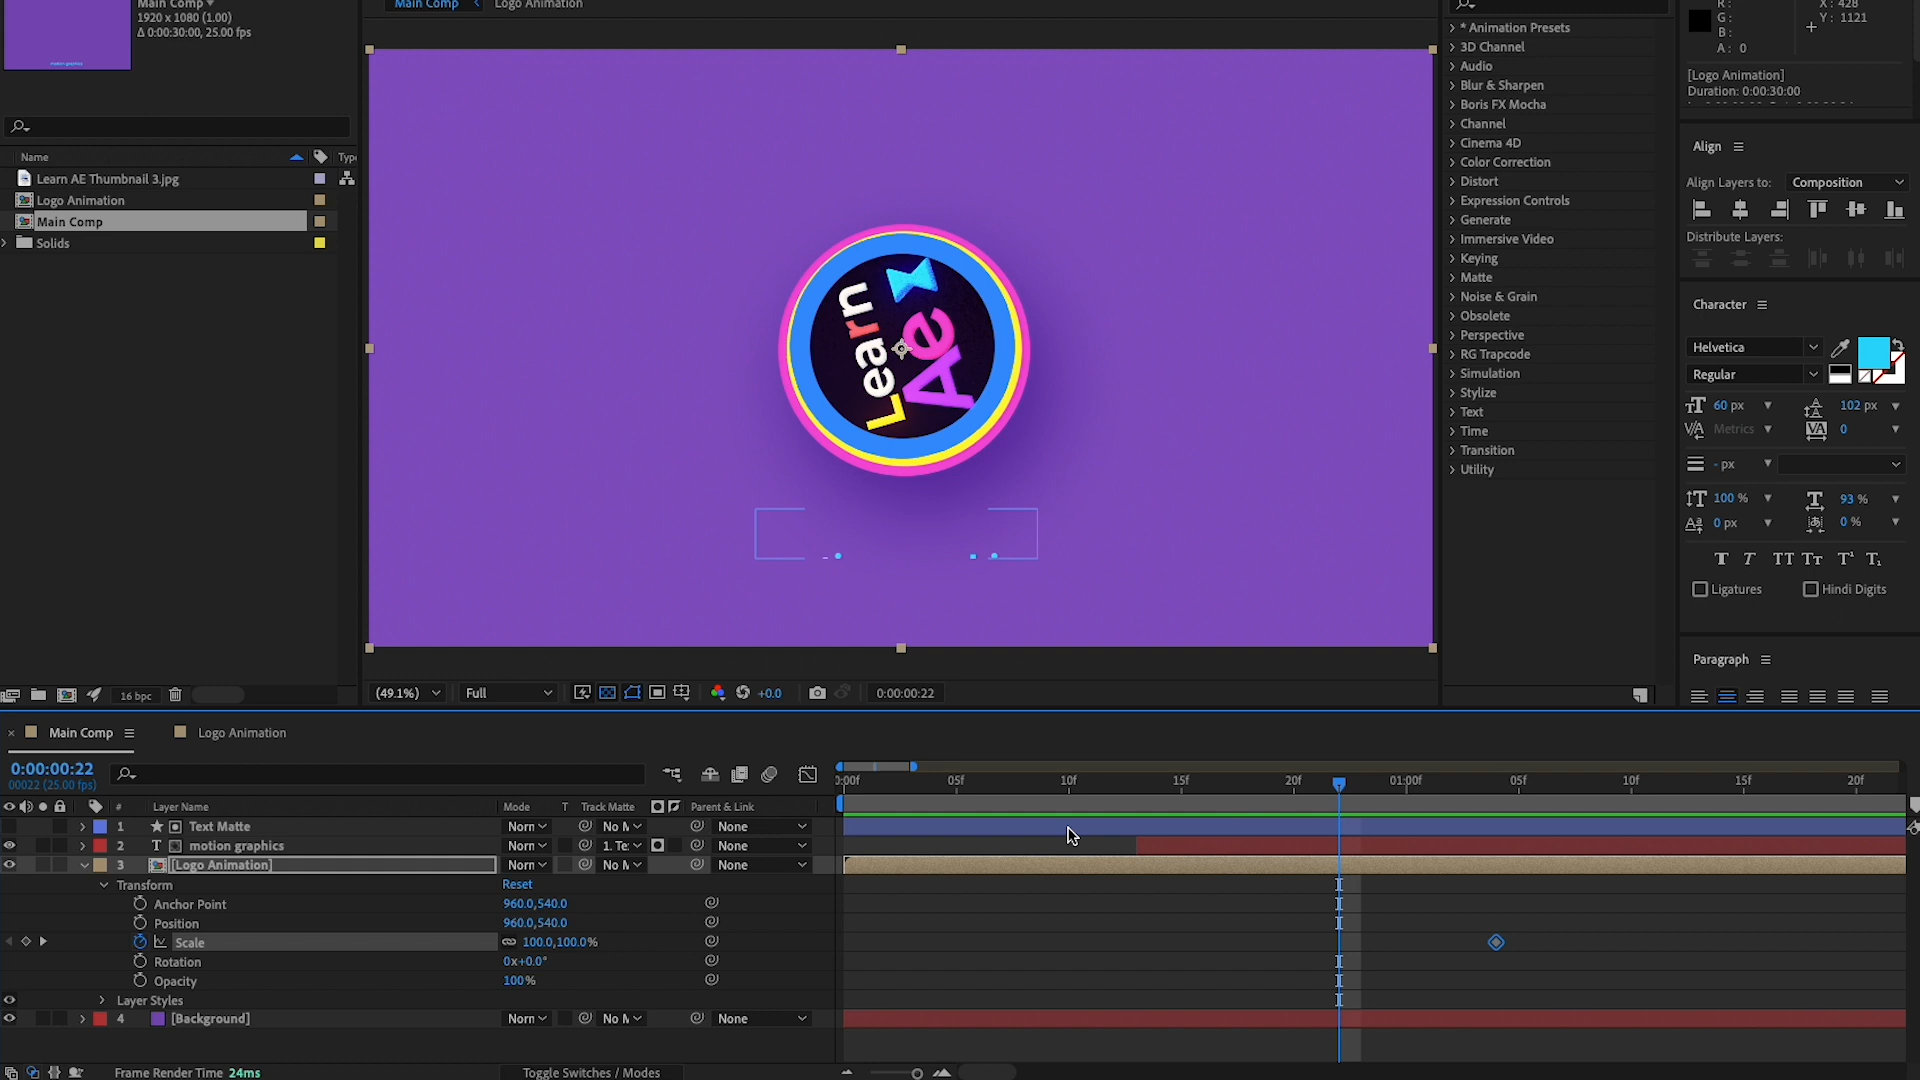 Main Comp
1920 x 1080 (1.00)
Δ 0:00:30:00, 25.00 fps
Main Comp
Logo Animation
Name
Type
Learn AE Thumbnail 3.jpg
Logo Animation
Main Comp
Solids
16 bpc
Learn
Ae
(49.1%)
Full
+0.0
0:00:00:22
* Animation Presets
3D Channel
Audio
Blur & Sharpen
Boris FX Mocha
Channel
Cinema 4D
Color Correction
Distort
Expression Controls
Generate
Immersive Video
Keying
Matte
Noise & Grain
Obsolete
Perspective
RG Trapcode
Simulation
Stylize
Text
Time
Transition
Utility
R:
G:
B:
A: 0
X: 428
Y: 1121
[Logo Animation]
Duration: 0:00:30:00
Align
Align Layers to: Composition
Distribute Layers:
Character
Helvetica
Regular
60 px
102 px
Metrics
0
- px
100 %
93 %
0 px
0 %
Ligatures
Hindi Digits
Paragraph
Main Comp
Logo Animation
0:00:00:22
00022 (25.00 fps)
0:00f 05f 10f 15f 20f 01:00f 05f 10f 15f 20f
# Layer Name Mode T Track Matte Parent & Link
1 Text Matte Norn No M None
2 T motion graphics Norn 1. Te: None
3 [Logo Animation] Norn No M None
Transform Reset
Anchor Point 960.0,540.0
Position 960.0,540.0
Scale 100.0,100.0%
Rotation 0x+0.0°
Opacity 100%
Layer Styles
4 [Background] Norn No M None
Frame Render Time 24ms
Toggle Switches / Modes